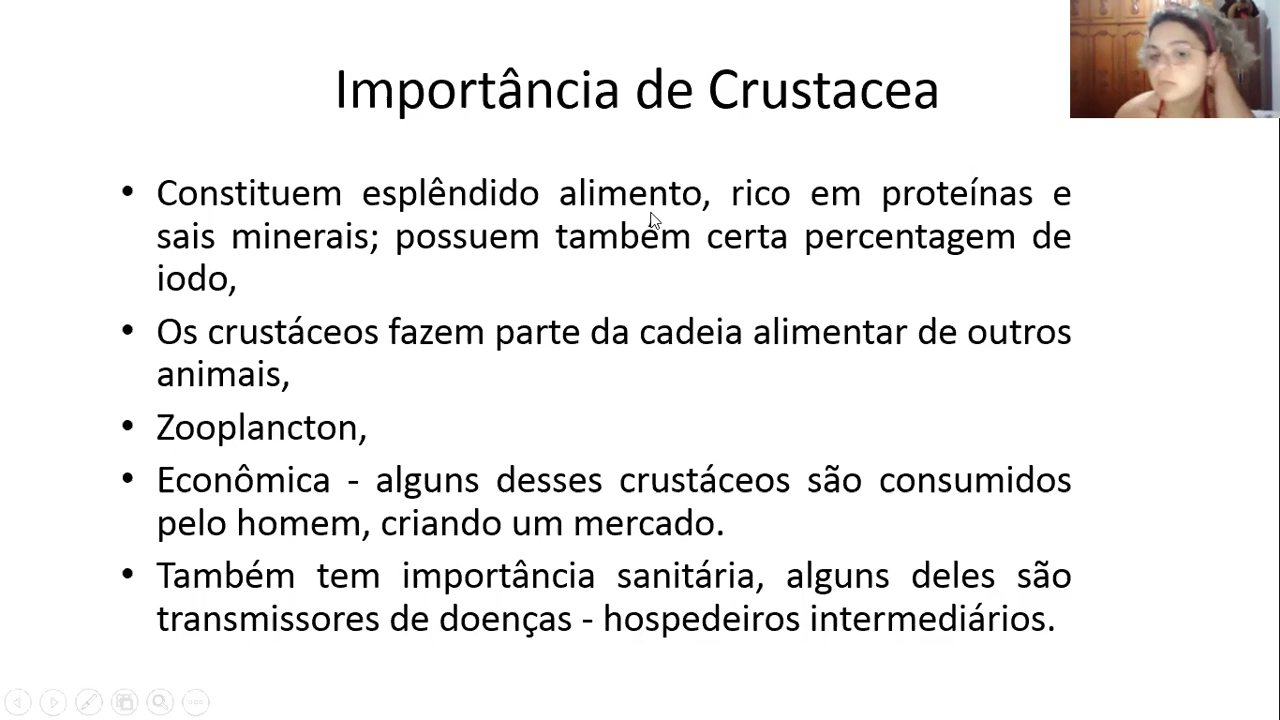 Importância de Crustacea
• Constituem esplêndido alimento, rico em proteínas e
sais minerais; possuem também certa percentagem de
iodo,
• Os crustáceos fazem parte da cadeia alimentar de outros
animais,
• Zooplancton,
• Econômica - alguns desses crustáceos são consumidos
pelo homem, criando um mercado.
• Também tem importância sanitária, alguns deles são
transmissores de doenças - hospedeiros intermediários.